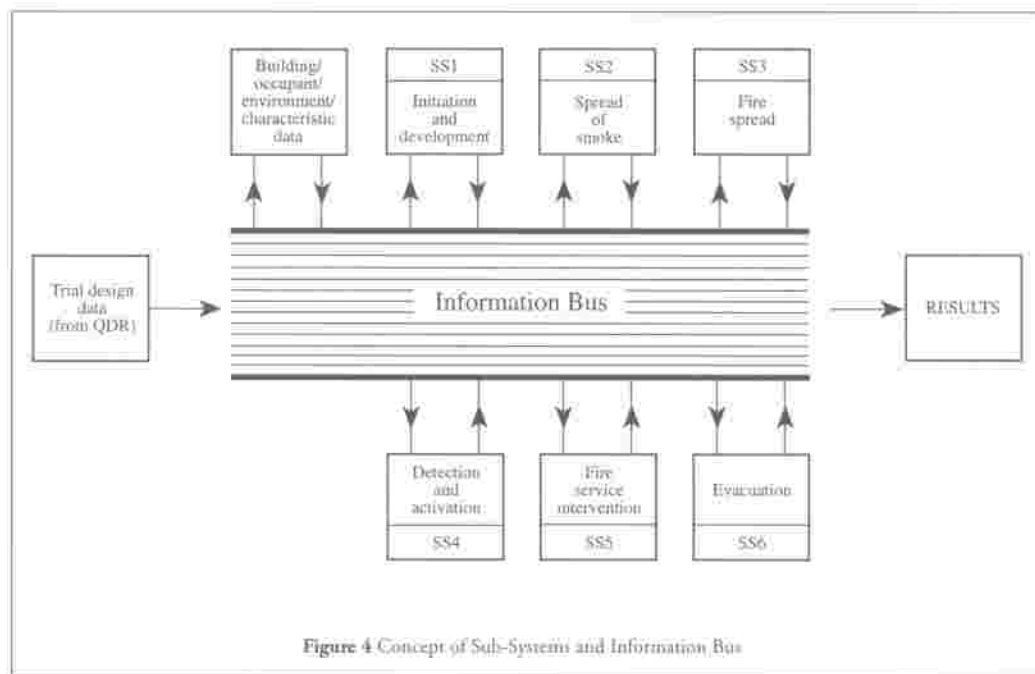 Building/
occupant/
environment/
characteristic
data
SS1
Initiation
and
development
SS2
Spread
of
smoke
SS3
Fire
spread
Trial design
data
(from QDR)
Information Bus
RESULTS
Detection
and
activation
SS4
Fire
service
intervention
SS5
Evacuation
SS6
Figure 4 Concept of Sub-Systems and Information Bus